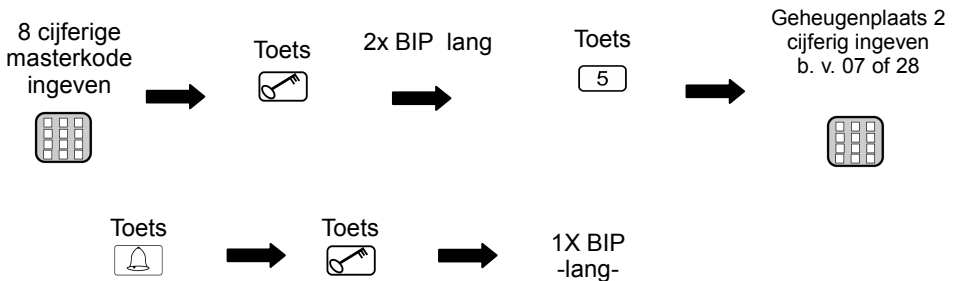 8 cijferige
masterkode
ingeven
Toets
2x BIP lang
Toets
5
Geheugenplaats 2
cijferig ingeven
b. v. 07 of 28
Toets
Toets
1X BIP
-lang-